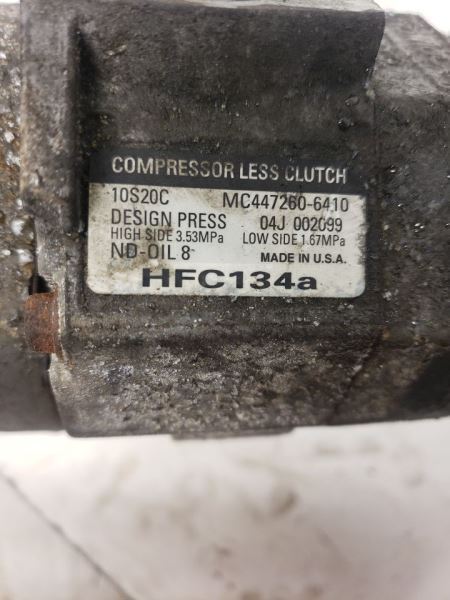 COMPRESSOR LESS CLUTCH
10S20C MC447260-6410
DESIGN PRESS 04J 002099
HIGH SIDE 3.53MPa LOW SIDE 1.67MPa
ND-OIL 8 MADE IN U.S.A.
HFC134a